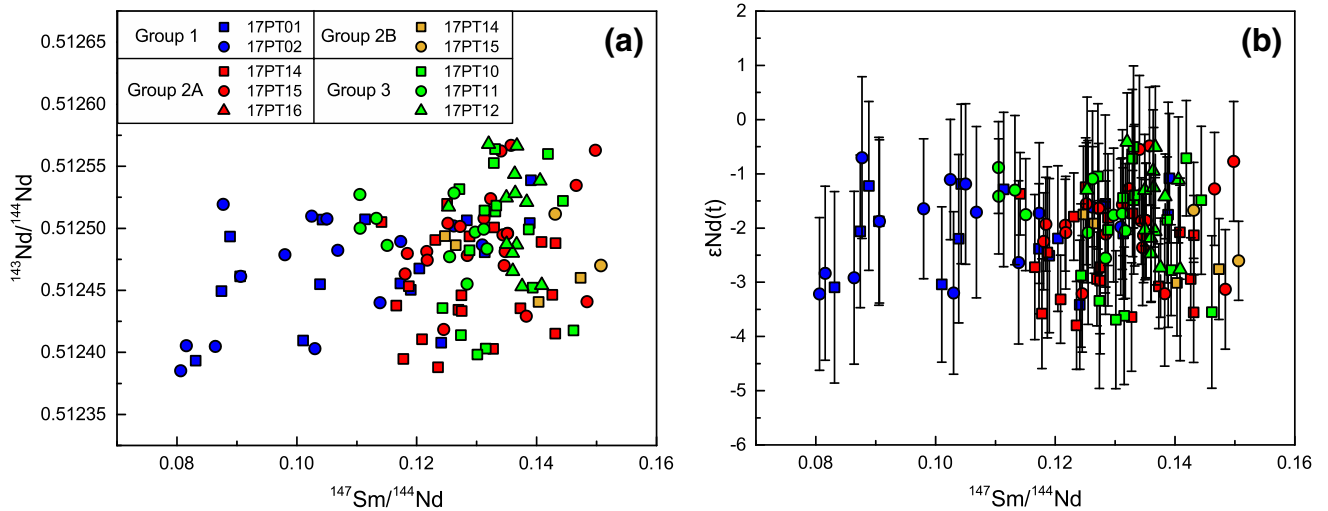 (a)
Group 1
17PT01
17PT02
Group 2B
17PT14
17PT15
Group 2A
17PT14
17PT15
17PT16
Group 3
17PT10
17PT11
17PT12
0.51265
0.51260
0.51255
0.51250
0.51245
0.51240
0.51235
¹⁴³Nd/¹⁴⁴Nd
0.08 0.10 0.12 0.14 0.16
¹⁴⁷Sm/¹⁴⁴Nd
(b)
2
1
0
-1
-2
-3
-4
-5
-6
εNd(t)
0.08 0.10 0.12 0.14 0.16
¹⁴⁷Sm/¹⁴⁴Nd